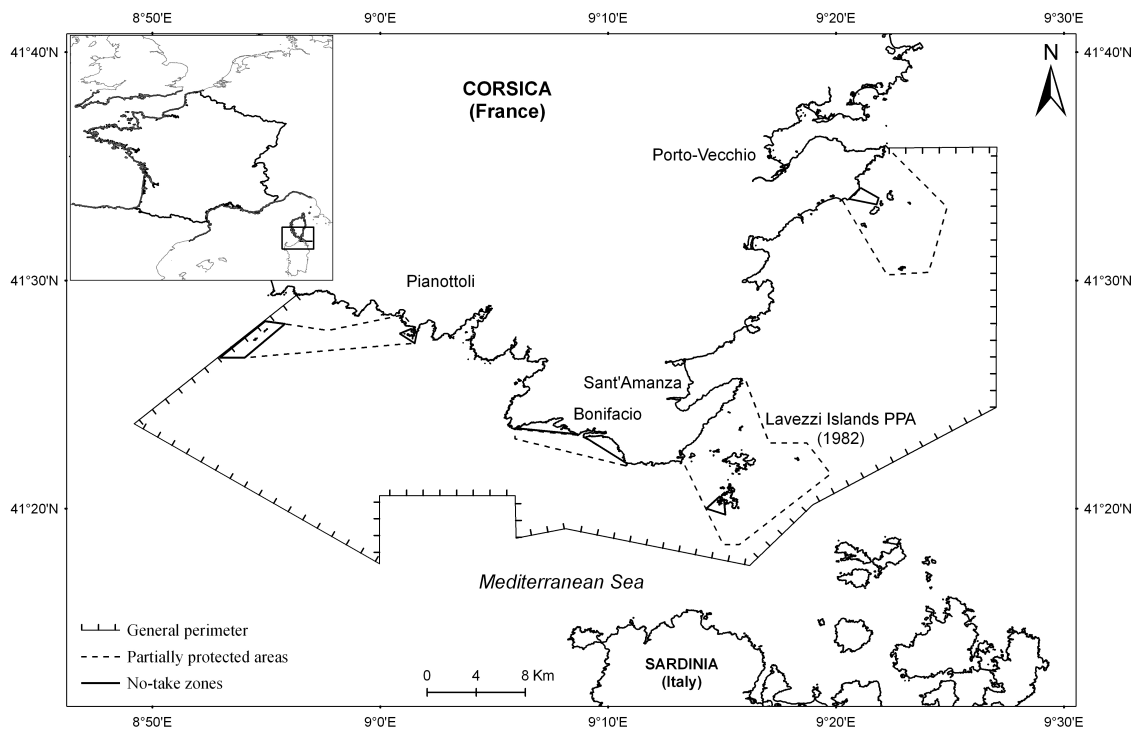 8°50'E 9°0'E 9°10'E 9°20'E 9°30'E
41°40'N 41°40'N
N
CORSICA
(France)
Porto-Vecchio
41°30'N 41°30'N
Pianottoli
Sant'Amanza
Bonifacio
Lavezzi Islands PPA
(1982)
41°20'N 41°20'N
Mediterranean Sea
General perimeter
Partially protected areas
No-take zones
0 4 8 Km
SARDINIA
(Italy)
8°50'E 9°0'E 9°10'E 9°20'E 9°30'E